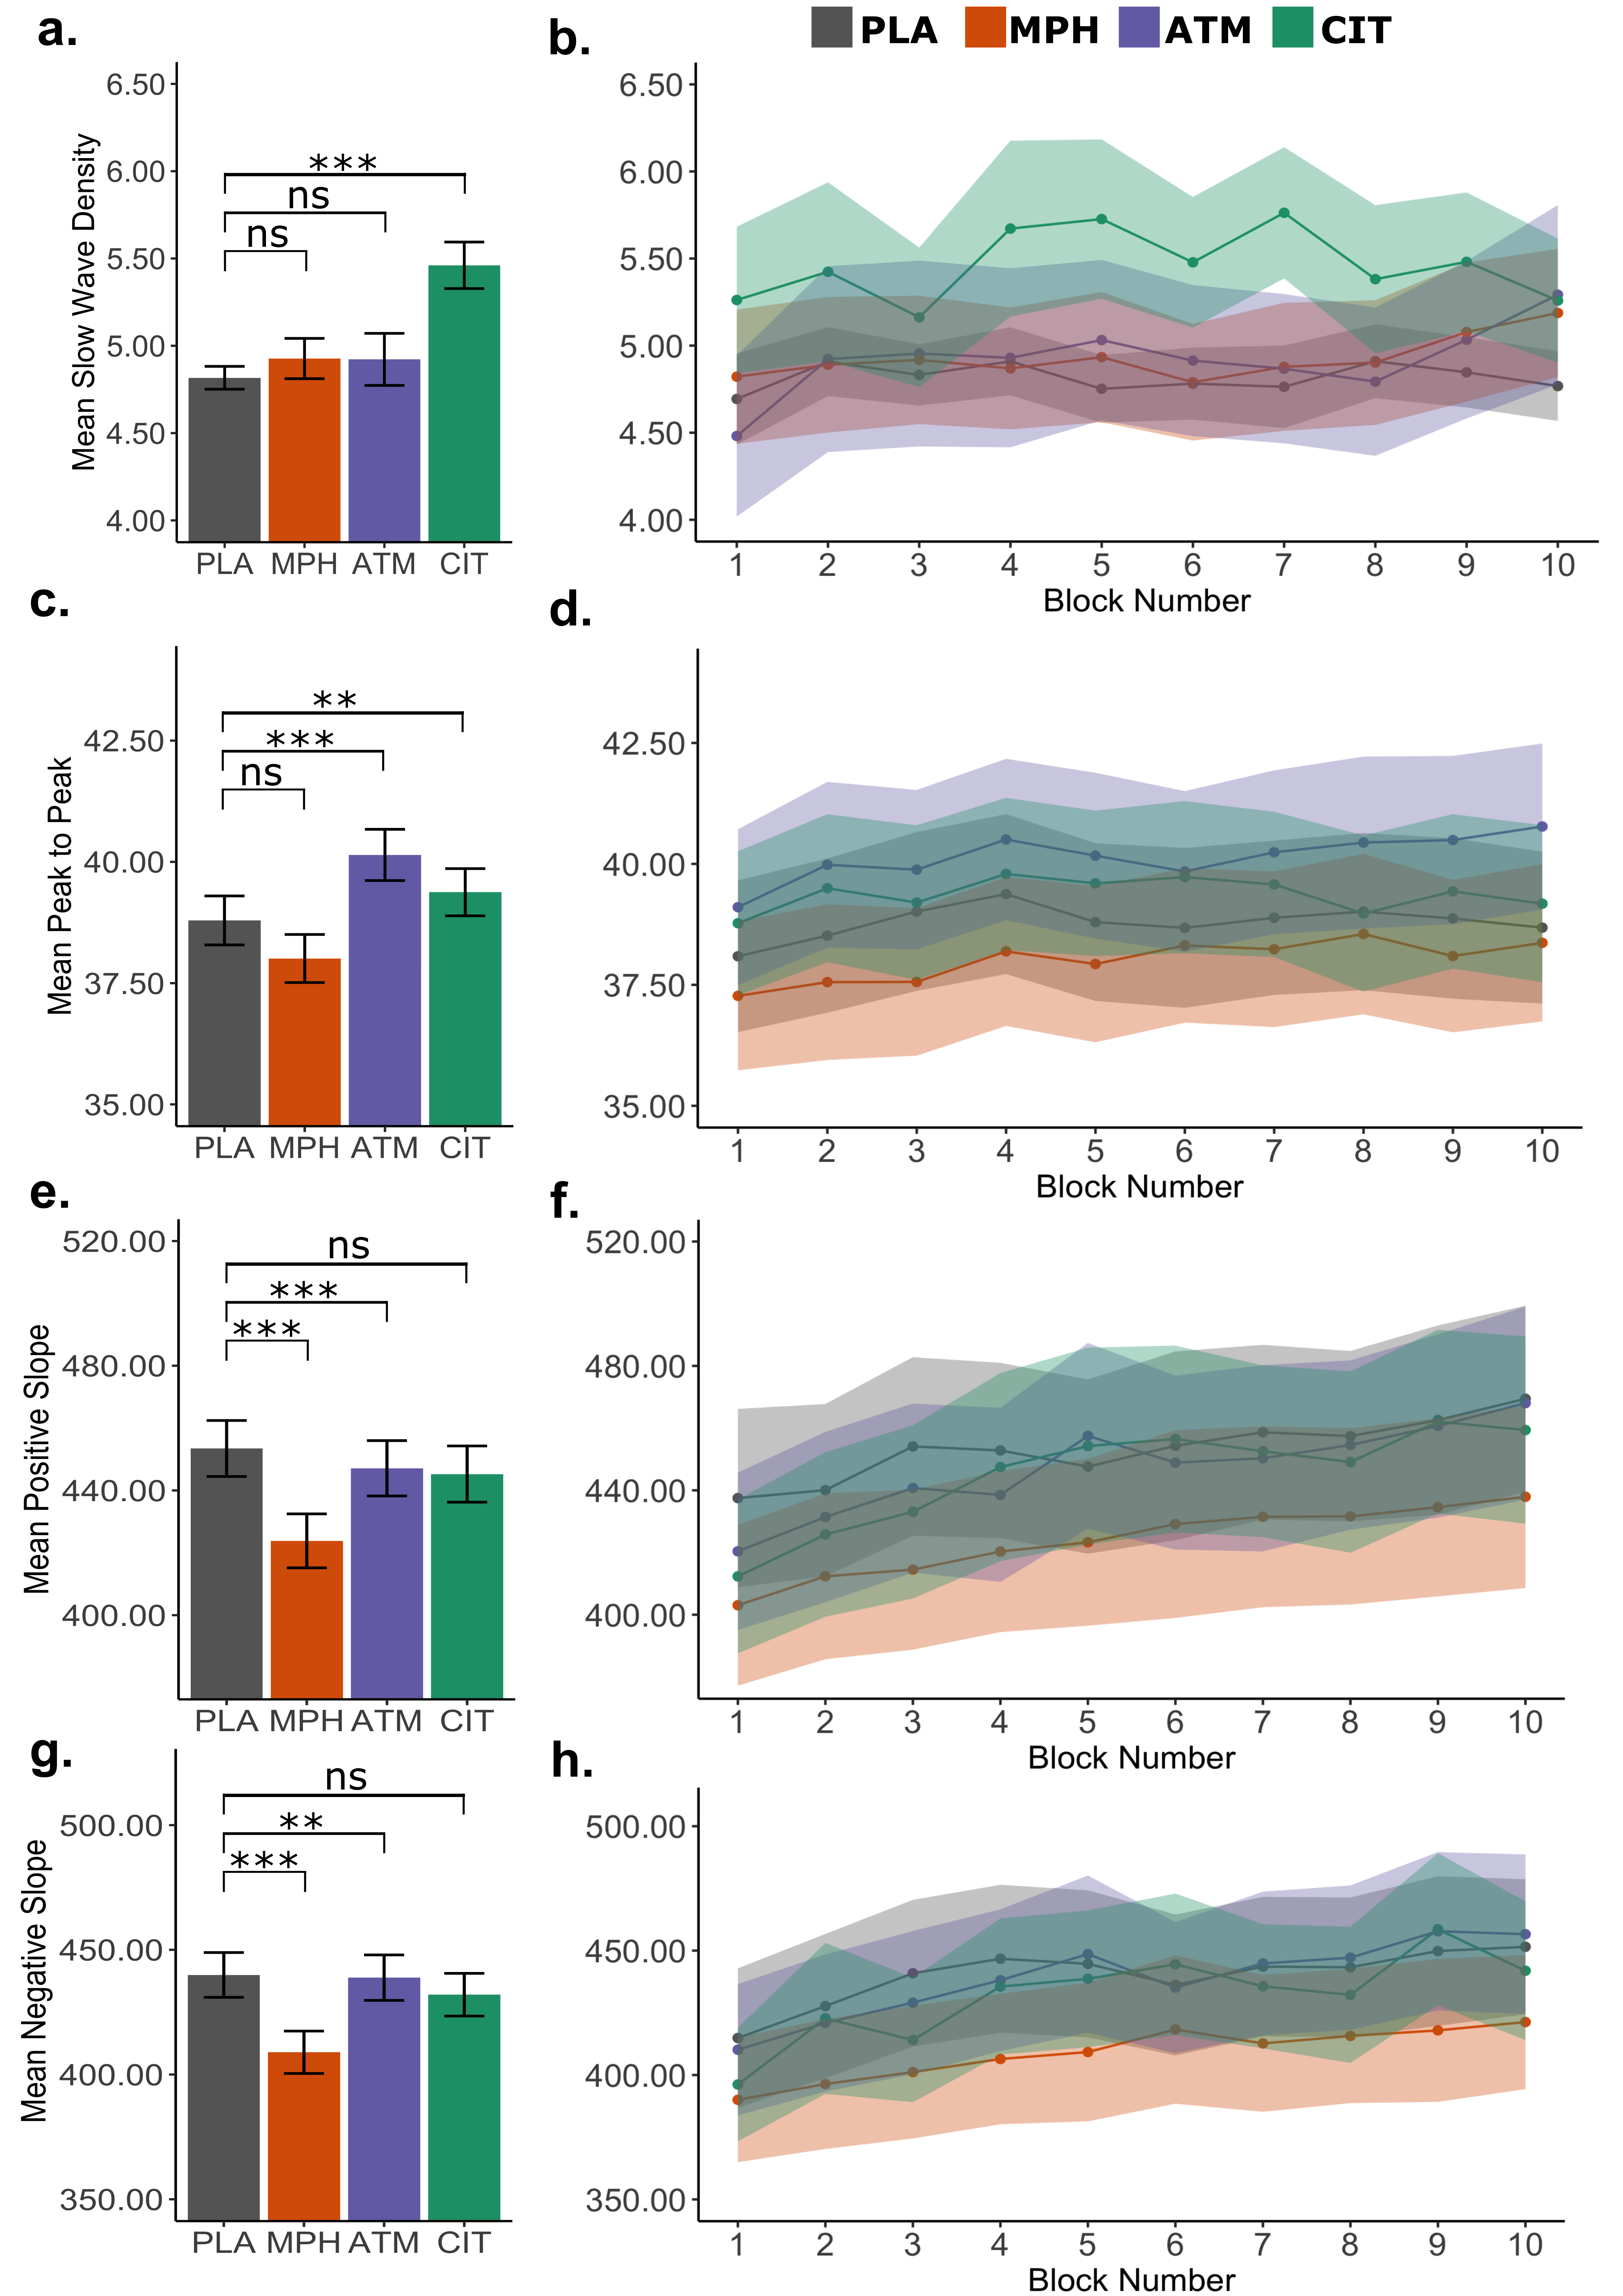 a.
b.
PLA MPH ATM CIT
Mean Slow Wave Density
6.50
6.00
5.50
5.00
4.50
4.00
***
ns
ns
PLA MPH ATM CIT
6.50
6.00
5.50
5.00
4.50
4.00
1 2 3 4 5 6 7 8 9 10
Block Number
c.
d.
Mean Peak to Peak
42.50
40.00
37.50
35.00
**
***
ns
PLA MPH ATM CIT
42.50
40.00
37.50
35.00
1 2 3 4 5 6 7 8 9 10
Block Number
e.
f.
Mean Positive Slope
520.00
480.00
440.00
400.00
ns
***
***
PLA MPH ATM CIT
520.00
480.00
440.00
400.00
1 2 3 4 5 6 7 8 9 10
Block Number
g.
h.
Mean Negative Slope
500.00
450.00
400.00
350.00
ns
**
***
PLA MPH ATM CIT
500.00
450.00
400.00
350.00
1 2 3 4 5 6 7 8 9 10
Block Number